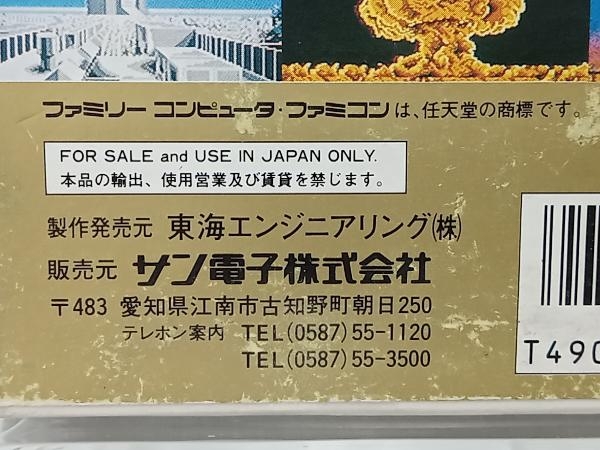 ファミリー コンピュータ・ファミコン は、任天堂の商標です。
FOR SALE and USE IN JAPAN ONLY.
本品の輸出、使用営業及び賃貸を禁じます。
製作発売元 東海エンジニアリング(株)
販売元 サン電子株式会社
〒483 愛知県江南市古知野町朝日250
テレホン案内 TEL(0587)55-1120
TEL(0587)55-3500
T490